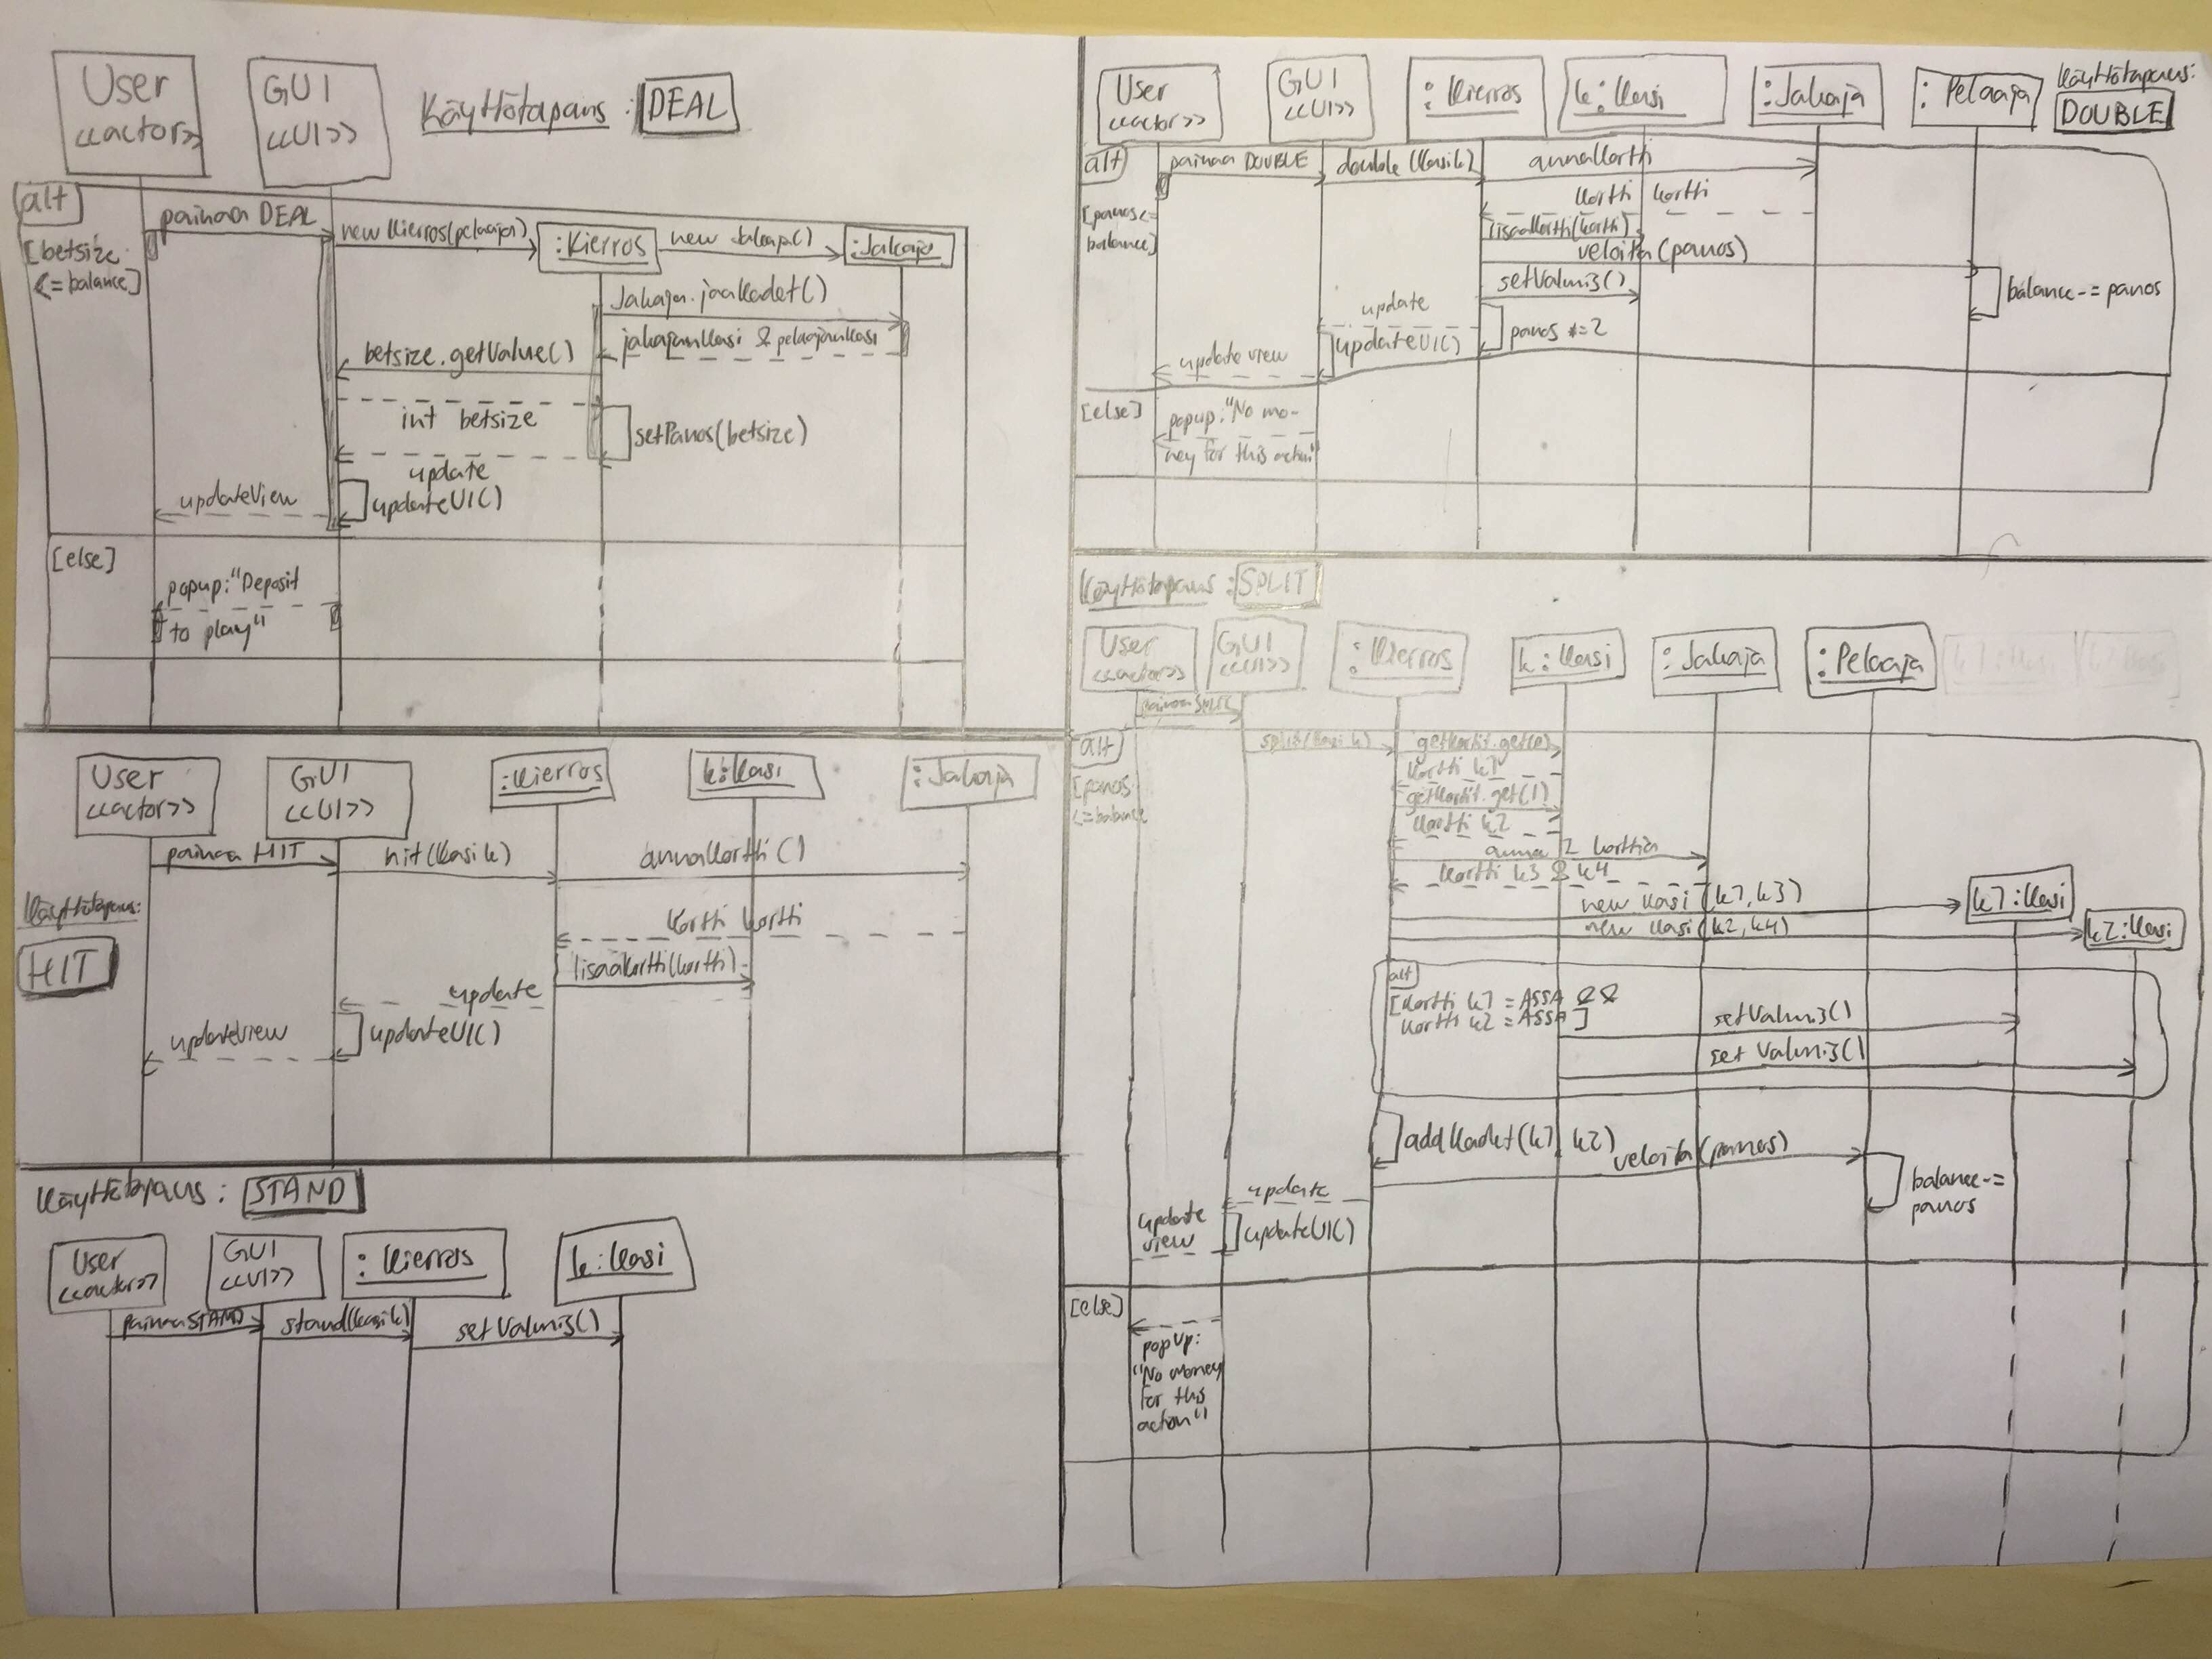 User
<<actor>>
GUI
<<UI>>
Käyttötapaus : DEAL
alt
painaa DEAL
new Kierros(pelaaja)
:Kierros
new Jakaja()
:Jakaja
[betsize
<=balance]
Jakaja.jaaKadet()
jakajanKasi & pelaajanKasi
betsize.getValue()
int betsize
setPanos(betsize)
update
updateUI()
updateView
[else]
popup:"Deposit
to play"
User
<<actor>>
GUI
<<UI>>
:Kierros
k:Kasi
:Jakaja
painaa HIT
hit(Kasi k)
annaKortti()
Käyttötapaus:
HIT
Kortti kortti
lisaaKortti(kortti)
update
updateUI()
updateView
Käyttötapaus: STAND
User
<<actor>>
GUI
<<UI>>
:Kierros
k:Kasi
painaa STAND
stand(Kasi k)
setValmis()
User
<<actor>>
GUI
<<UI>>
:Kierros
k:Kasi
:Jakaja
:Pelaaja
Käyttötapaus:
DOUBLE
alt
painaa DOUBLE
double(Kasi k)
annaKortti
[panos<=
balance]
Kortti kortti
lisaaKortti(kortti)
veloita(panos)
setValmis()
balance-= panos
update
panos *=2
updateUI()
update view
[else]
popup:"No mo-
ney for this action"
Käyttötapaus :SPLIT
User
<<actor>>
GUI
<<UI>>
:Kierros
k:Kasi
:Jakaja
:Pelaaja
painaa SPLIT
alt
split(Kasi k)
getKortit.get(0)
[panos
<=balance
Kortti k1
getKortit.get(1)
Kortti k2
anna 2 korttia
Kortti k3 & k4
new Kasi (k1,k3)
k1:Kasi
new Kasi(k2,k4)
k2:Kasi
alt
[Kortti k1 = ASSA &&
Kortti k2 = ASSA ]
setValmis()
set Valmis()
addKadet(k1, k2)
veloita(panos)
balance-=
panos
update
updateUI()
update
view
[else]
popUp:
"No money
for this
action"